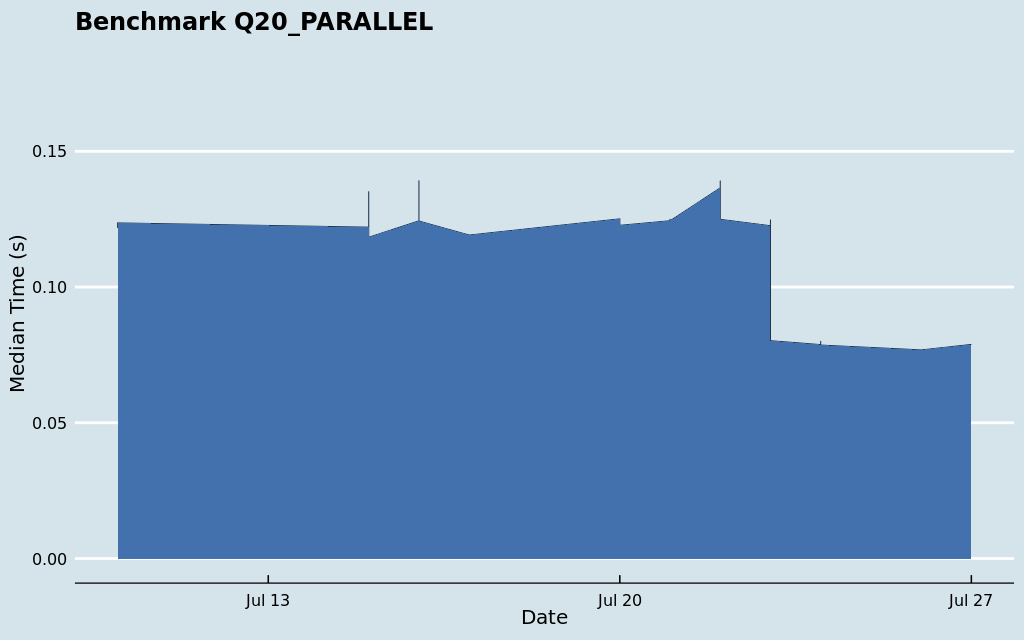 Benchmark Q20_PARALLEL
Median Time (s)
0.15
0.10
0.05
0.00
Jul 13
Jul 20
Jul 27
Date